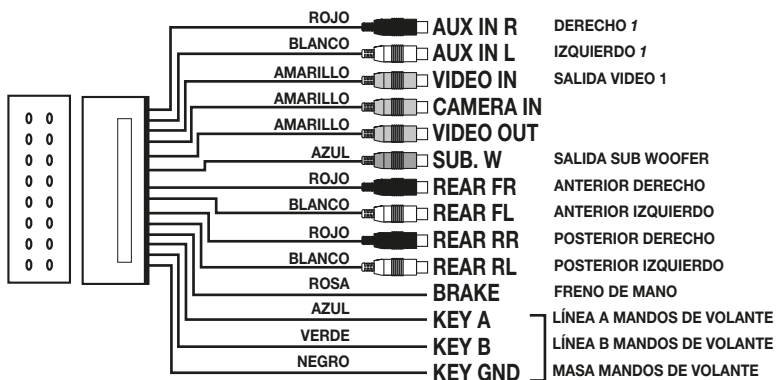 ROJO AUX IN R DERECHO 1
BLANCO AUX IN L IZQUIERDO 1
AMARILLO VIDEO IN SALIDA VIDEO 1
AMARILLO CAMERA IN
AMARILLO VIDEO OUT
AZUL SUB. W SALIDA SUB WOOFER
ROJO REAR FR ANTERIOR DERECHO
BLANCO REAR FL ANTERIOR IZQUIERDO
ROJO REAR RR POSTERIOR DERECHO
BLANCO REAR RL POSTERIOR IZQUIERDO
ROSA BRAKE FRENO DE MANO
AZUL KEY A LÍNEA A MANDOS DE VOLANTE
VERDE KEY B LÍNEA B MANDOS DE VOLANTE
NEGRO KEY GND MASA MANDOS DE VOLANTE